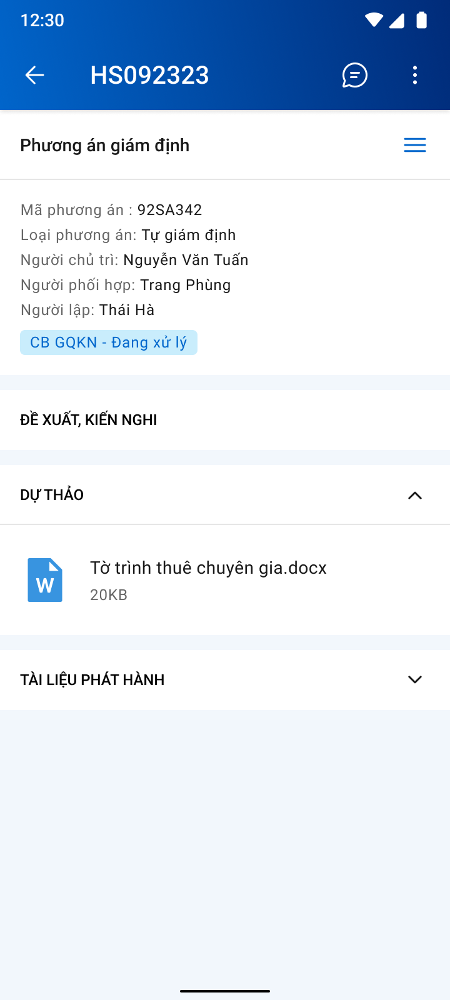 12:30
HS092323
Phương án giám định
Mã phương án : 92SA342
Loại phương án: Tự giám định
Người chủ trì: Nguyễn Văn Tuấn
Người phối hợp: Trang Phùng
Người lập: Thái Hà
CB GQKN - Đang xử lý
ĐỀ XUẤT, KIẾN NGHI
DỰ THẢO
W
Tờ trình thuê chuyên gia.docx
20KB
TÀI LIỆU PHÁT HÀNH